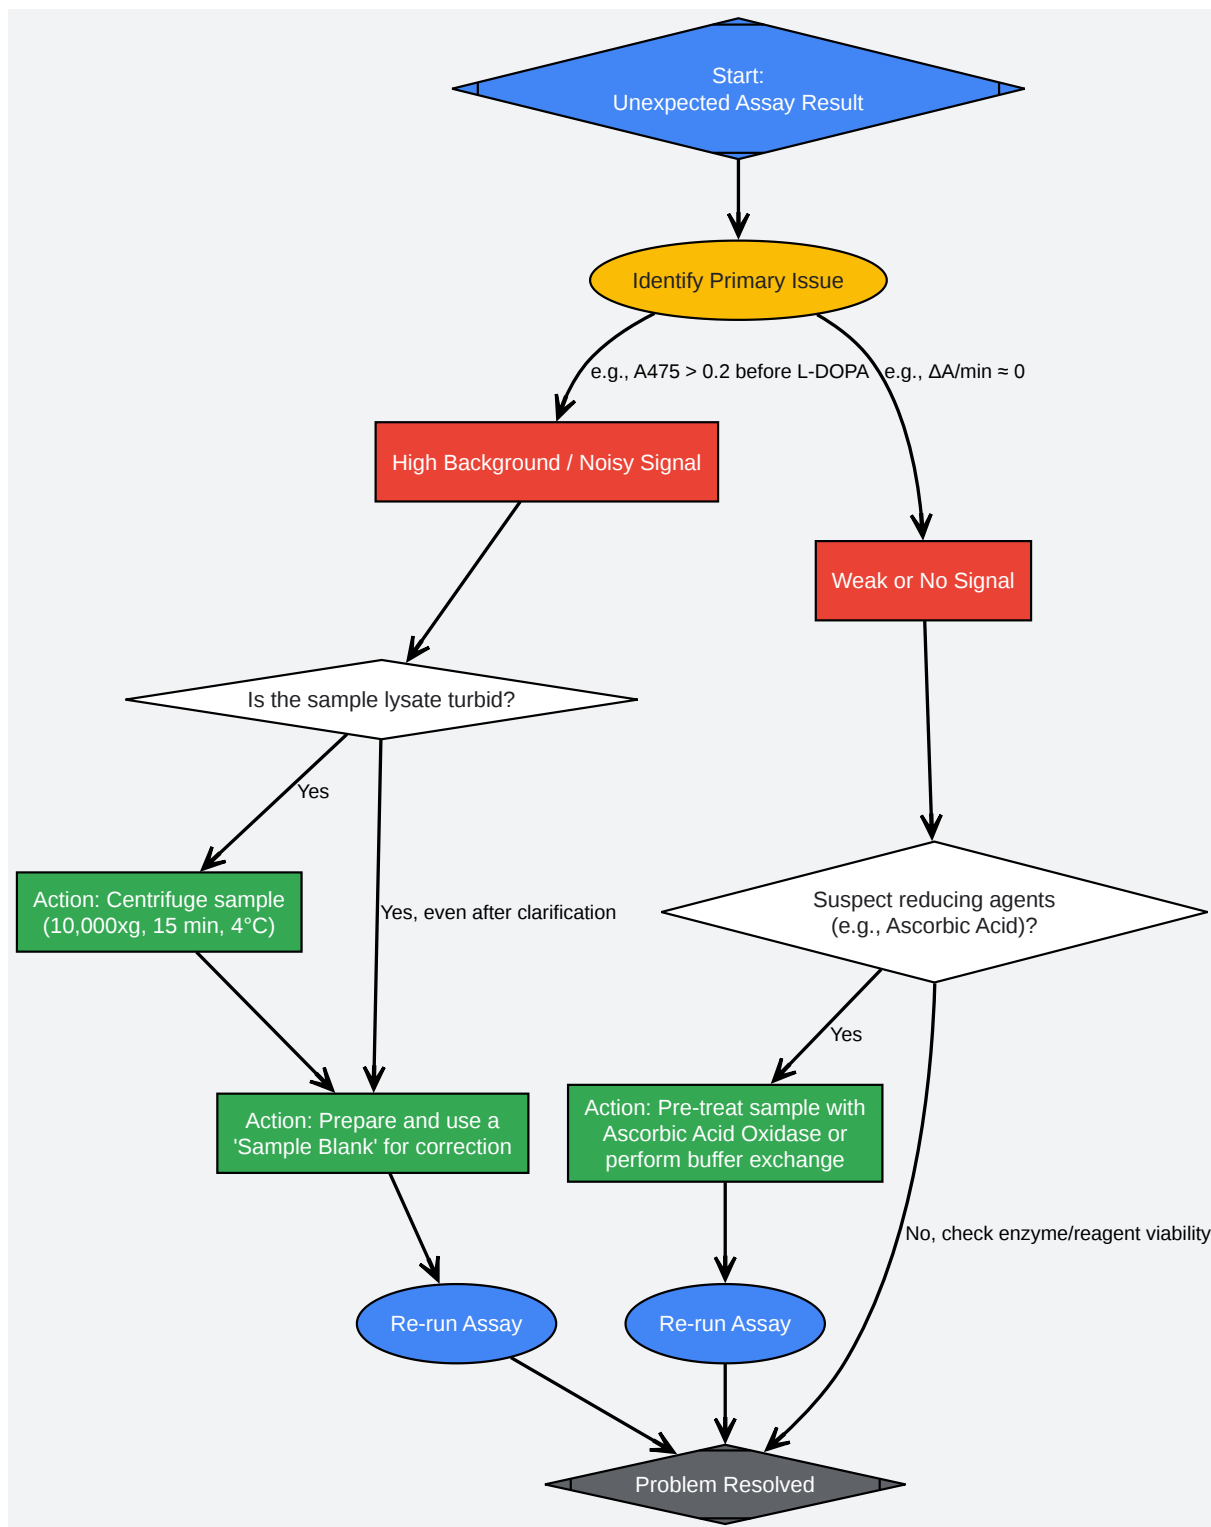 Start:
Unexpected Assay Result
Identify Primary Issue
e.g., A475 > 0.2 before L-DOPA
e.g., ΔA/min ≈ 0
High Background / Noisy Signal
Weak or No Signal
Is the sample lysate turbid?
Yes
Action: Centrifuge sample
(10,000xg, 15 min, 4°C)
Yes, even after clarification
Suspect reducing agents
(e.g., Ascorbic Acid)?
Yes
Action: Prepare and use a
'Sample Blank' for correction
Action: Pre-treat sample with
Ascorbic Acid Oxidase or
perform buffer exchange
No, check enzyme/reagent viability
Re-run Assay
Re-run Assay
Problem Resolved